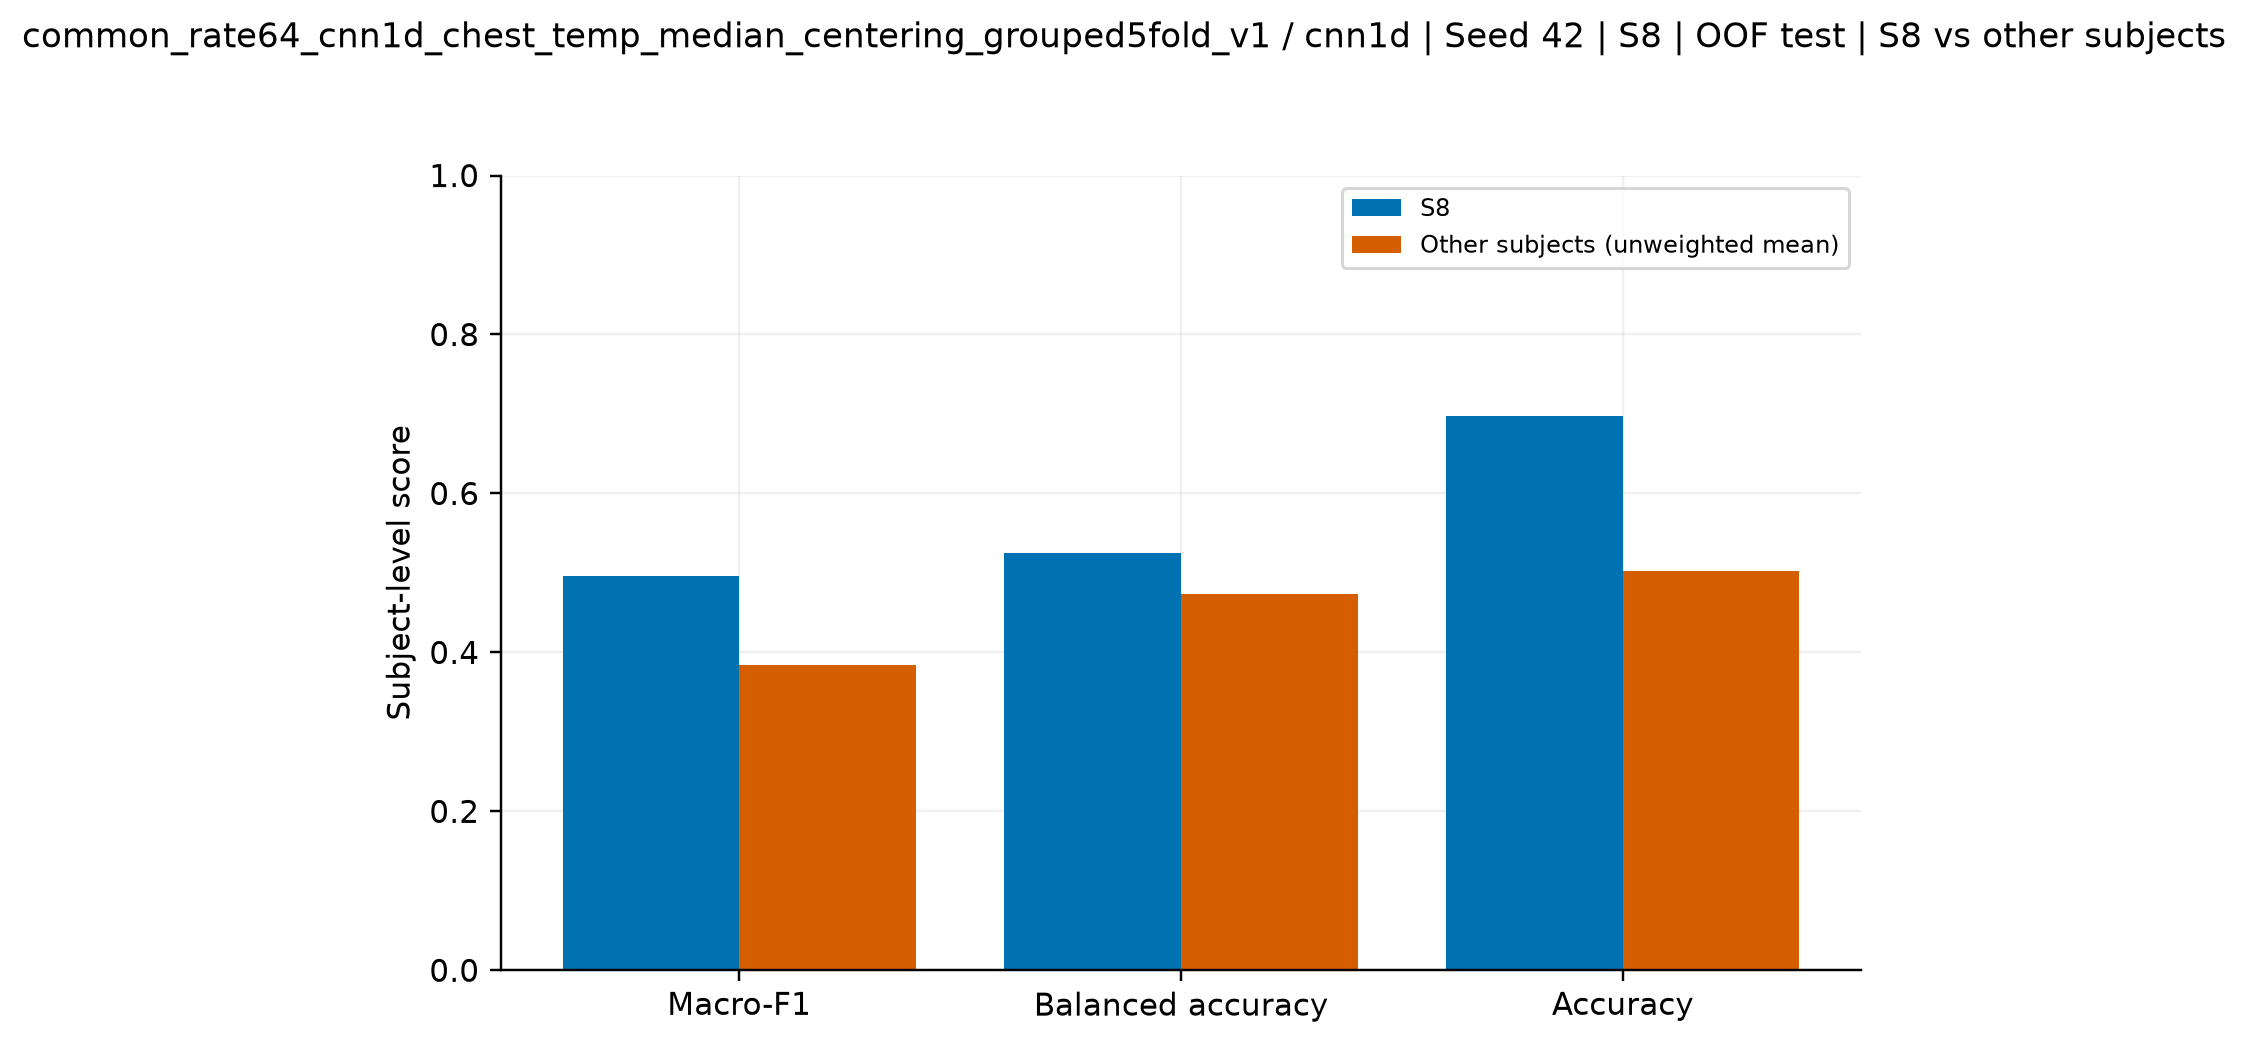 common_rate64_cnn1d_chest_temp_median_centering_grouped5fold_v1 / cnn1d | Seed 42 | S8 | OOF test | S8 vs other subjects
1.0
0.8
0.6
0.4
0.2
0.0
Subject-level score
S8
Other subjects (unweighted mean)
Macro-F1
Balanced accuracy
Accuracy